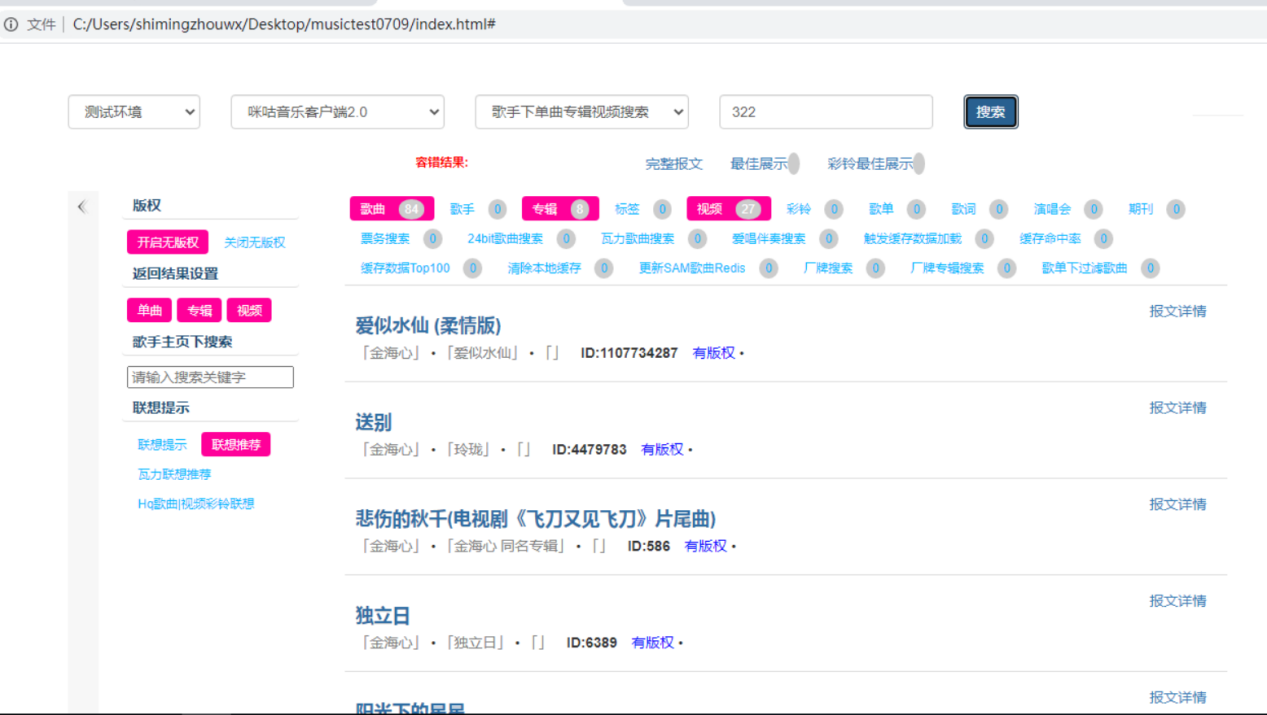 文件 | C:/Users/shimingzhouwx/Desktop/musictest0709/index.html#
测试环境 咪咕音乐客户端2.0 歌手下单曲专辑视频搜索 322 搜索
容错结果: 完整报文 最佳展示 彩铃最佳展示
版权
开启无版权 关闭无版权
返回结果设置
单曲 专辑 视频
歌手主页下搜索
请输入搜索关键字
联想提示
联想提示 联想推荐
瓦力联想推荐
Hq歌曲|视频彩铃联想
歌曲 84 歌手 0 专辑 8 标签 0 视频 27 彩铃 0 歌单 0 歌词 0 演唱会 0 期刊 0
票务搜索 0 24bit歌曲搜索 0 瓦力歌曲搜索 0 爱唱伴奏搜索 0 触发缓存数据加载 0 缓存命中率 0
缓存数据Top100 0 清除本地缓存 0 更新SAM歌曲Redis 0 厂牌搜索 0 厂牌专辑搜索 0 歌单下过滤歌曲 0
报文详情
爱似水仙 (柔情版)
「金海心」 • 「爱似水仙」 • 「」 ID:1107734287 有版权 •
报文详情
送别
「金海心」 • 「玲珑」 • 「」 ID:4479783 有版权 •
报文详情
悲伤的秋千(电视剧《飞刀又见飞刀》片尾曲)
「金海心」 • 「金海心 同名专辑」 • 「」 ID:586 有版权 •
报文详情
独立日
「金海心」 • 「独立日」 • 「」 ID:6389 有版权 •
报文详情
阳光下的星星